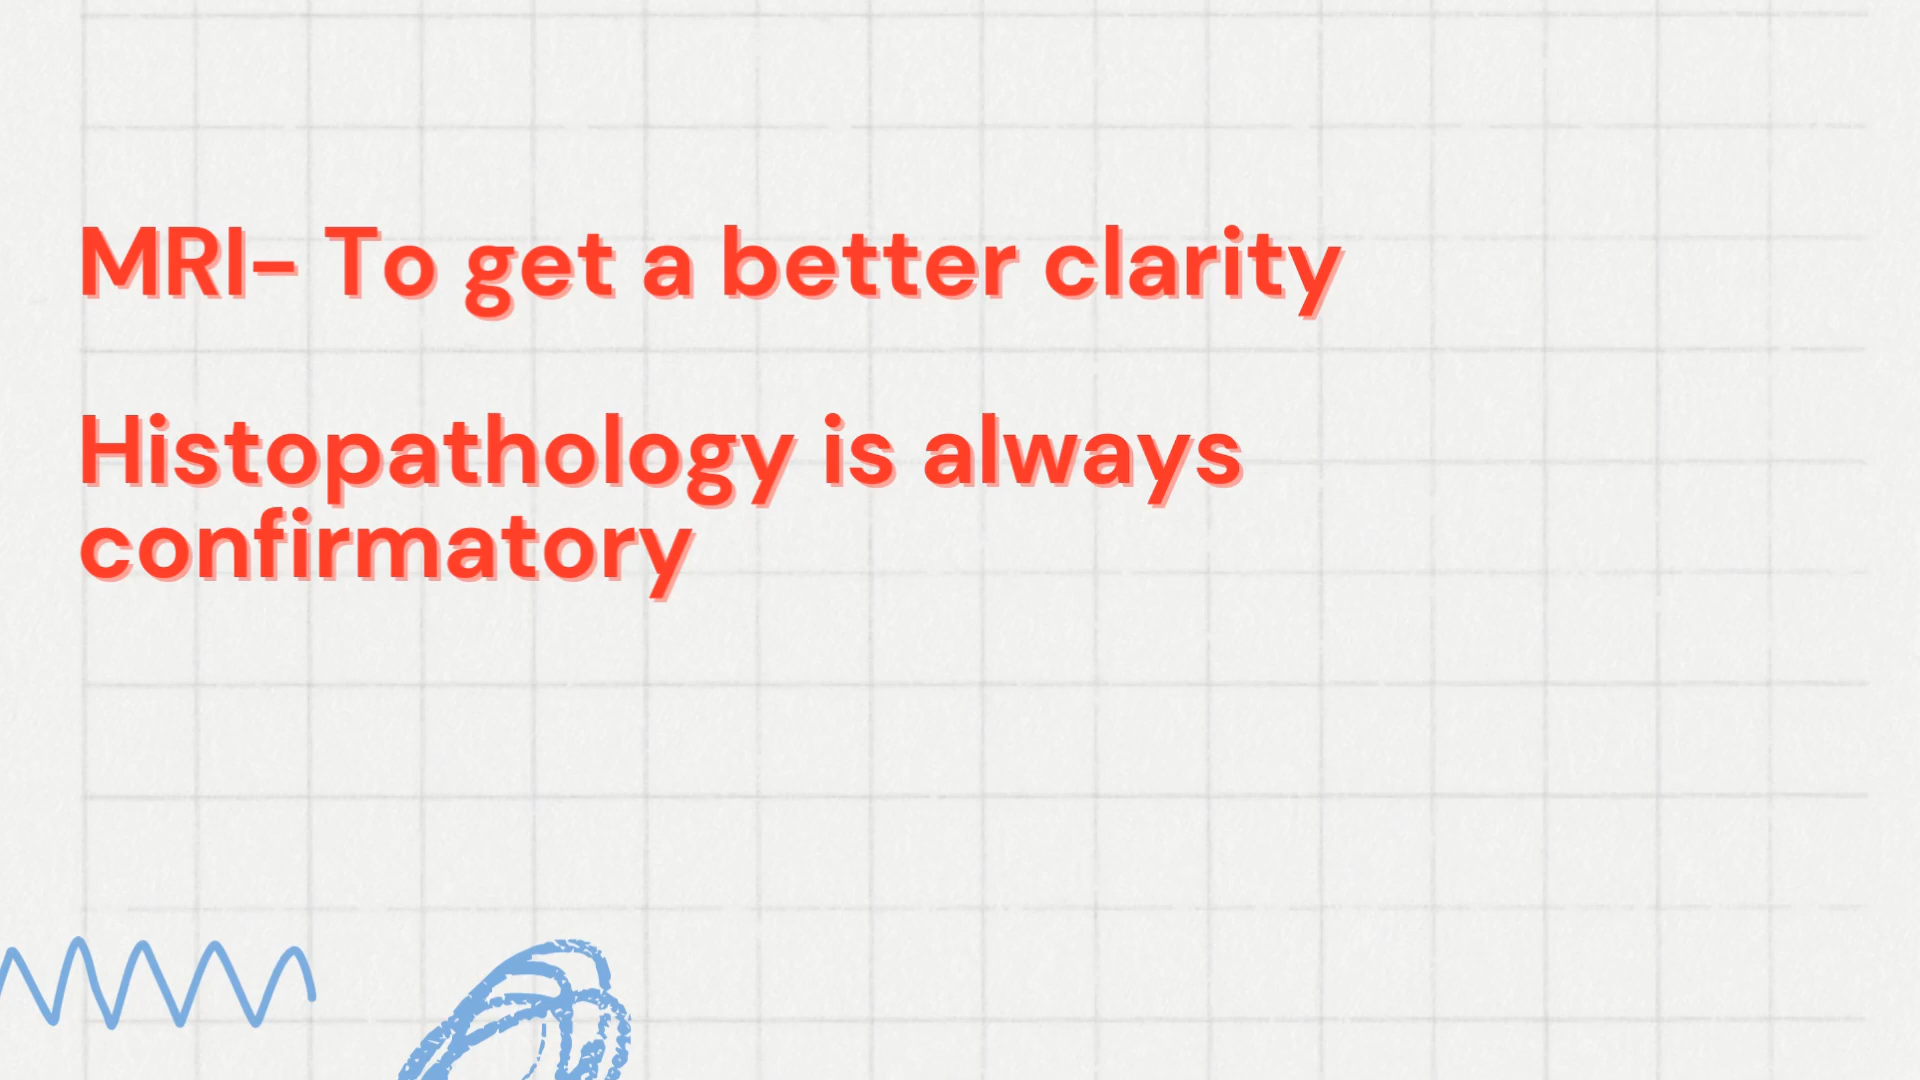 MRI- To get a better clarity
Histopathology is always
confirmatory